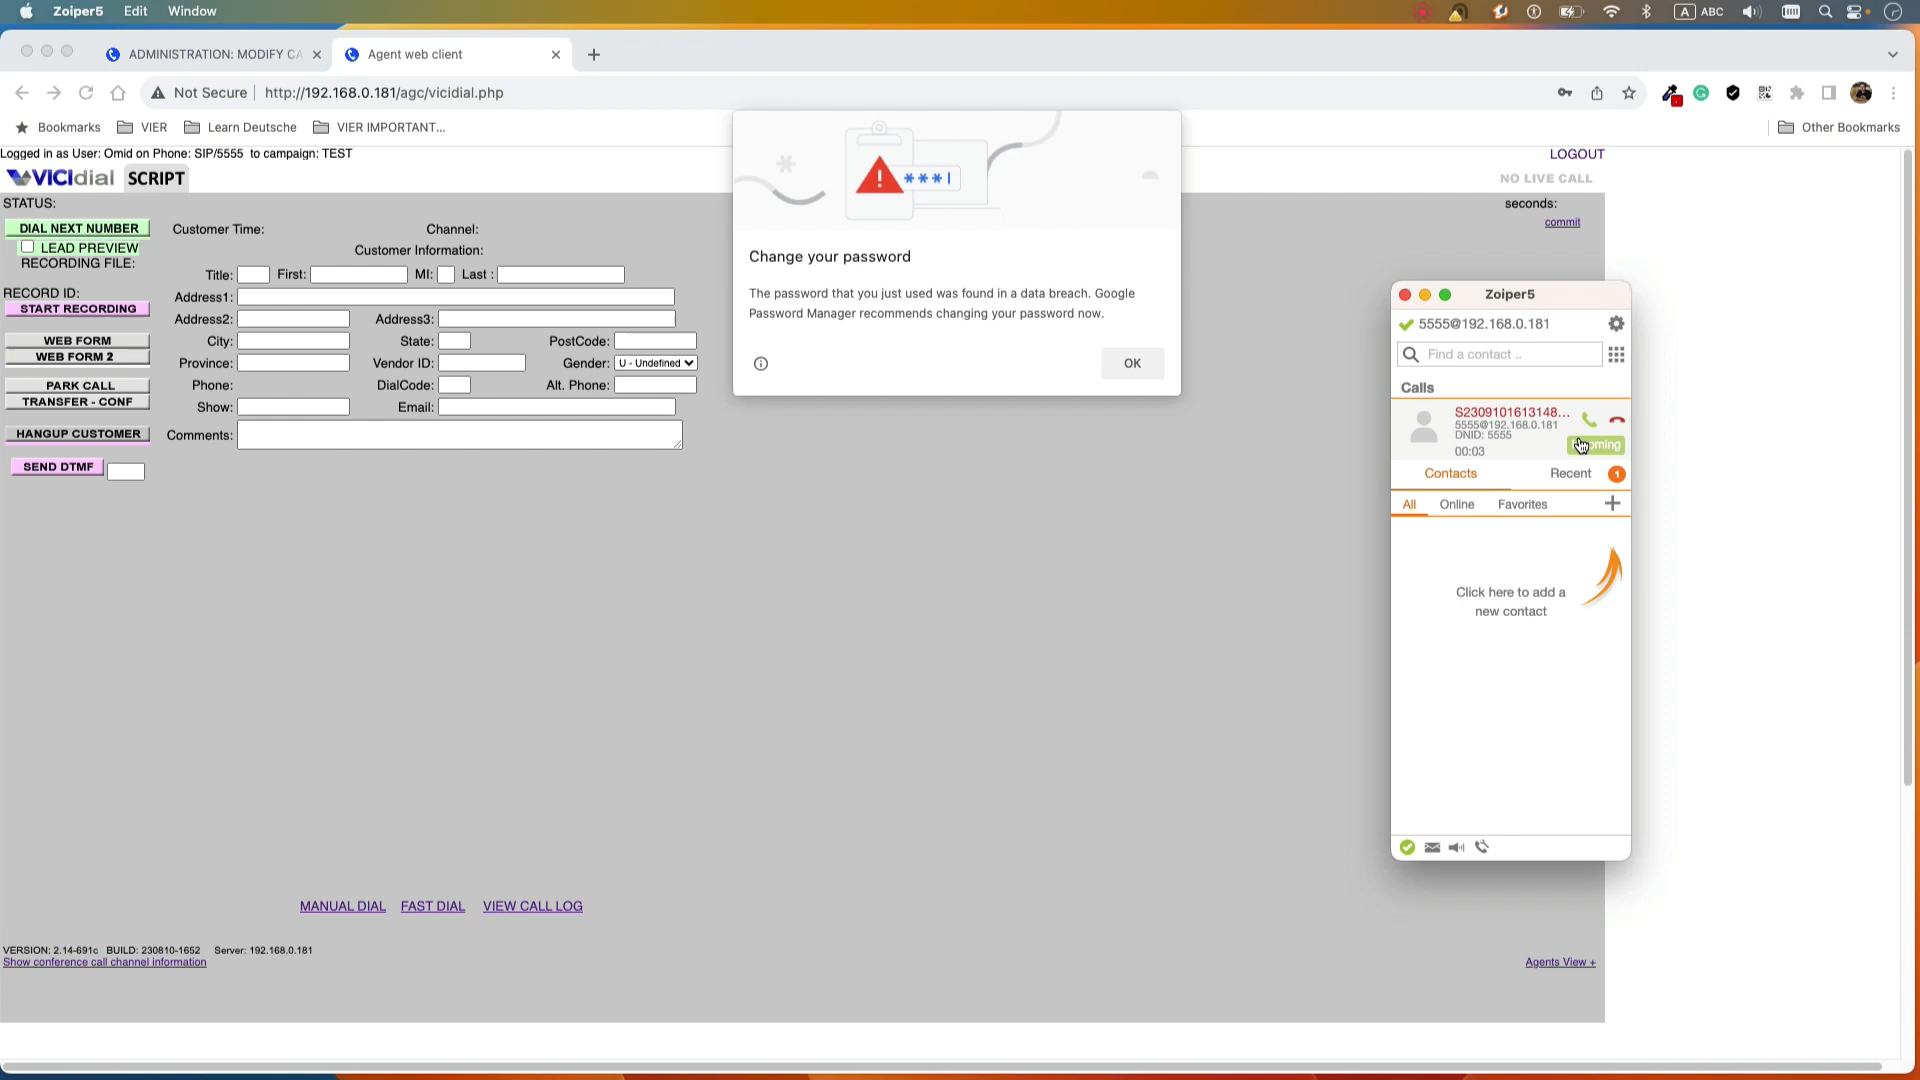 Zoiper5 Edit Window
A ABC
ADMINISTRATION: MODIFY CA
Agent web client
Not Secure http://192.168.0.181/agc/vicidial.php
Bookmarks VIER Learn Deutsche VIER IMPORTANT... Other Bookmarks
Logged in as User: Omid on Phone: SIP/5555 to campaign: TEST
LOGOUT
VICIdial SCRIPT
NO LIVE CALL
STATUS:
seconds:
DIAL NEXT NUMBER
commit
LEAD PREVIEW
RECORDING FILE:
Customer Time: Channel:
Customer Information:
Title: First: MI: Last :
RECORD ID:
START RECORDING
Address1:
Address2: Address3:
WEB FORM
City: State: PostCode:
WEB FORM 2
Province: Vendor ID: Gender: U - Undefined
PARK CALL
Phone: DialCode: Alt. Phone:
TRANSFER - CONF
Show: Email:
HANGUP CUSTOMER
Comments:
SEND DTMF
***|
Change your password
The password that you just used was found in a data breach. Google
Password Manager recommends changing your password now.
OK
Zoiper5
5555@192.168.0.181
Find a contact ..
Calls
S2309101613148...
5555@192.168.0.181
DNID: 5555
00:03
Contacts Recent 1
All Online Favorites +
Click here to add a
new contact
MANUAL DIAL FAST DIAL VIEW CALL LOG
VERSION: 2.14-691c BUILD: 230810-1652 Server: 192.168.0.181
Show conference call channel information
Agents View +